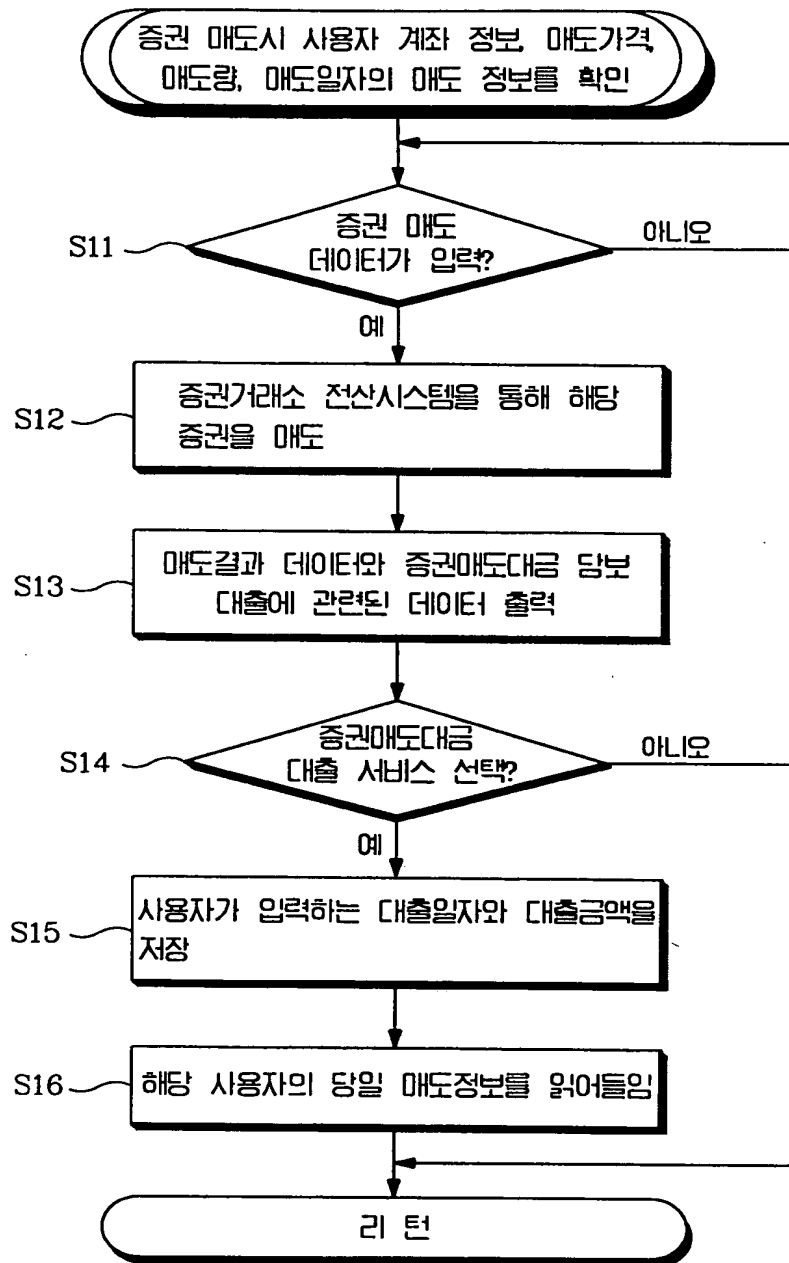 증권 매도시 사용자 계좌 정보, 매도가격,
매도량, 매도일자의 매도 정보를 확인
S11
증권 매도
데이터가 입력?
아니오
예
S12
증권거래소 전산시스템을 통해 해당
증권을 매도
S13
매도결과 데이터와 증권매도대금 담보
대출에 관련된 데이터 출력
S14
증권매도대금
대출 서비스 선택?
아니오
예
S15
사용자가 입력하는 대출일자와 대출금액을
저장
S16
해당 사용자의 당일 매도정보를 읽어들임
리 턴